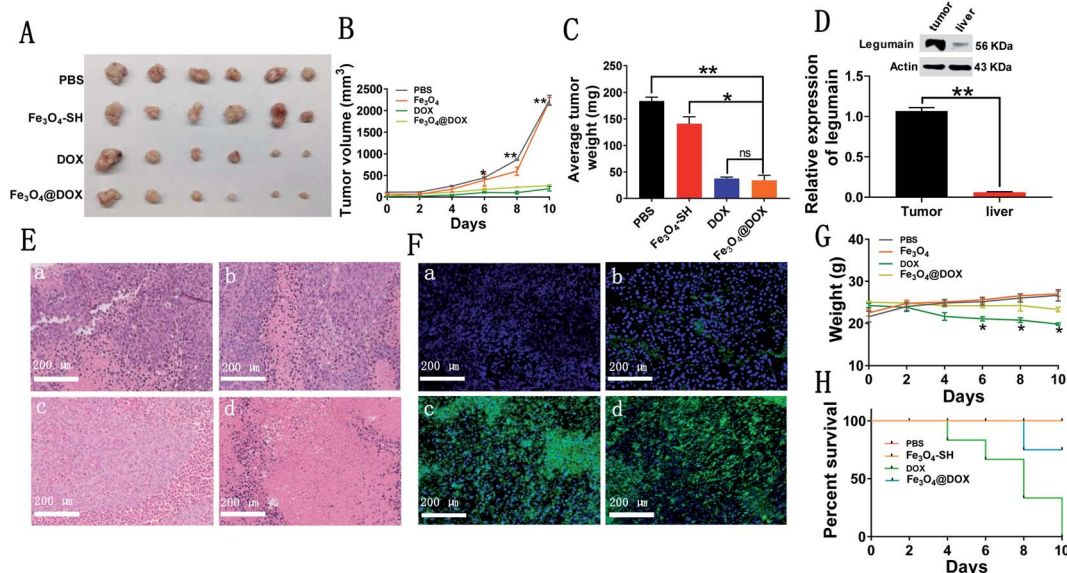 A
PBS
Fe₃O₄-SH
DOX
Fe₃O₄@DOX
B
Tumor volume (mm³)
2500
2000
1500
1000
500
0
PBS
Fe₃O₄
DOX
Fe₃O₄@DOX
*
**
**
0 2 4 6 8 10
Days
C
Average tumor
weight (mg)
250
200
150
100
50
0
**
*
ns
PBS
Fe₃O₄-SH
DOX
Fe₃O₄@DOX
D
tumor
liver
Legumain
56 KDa
Actin
43 KDa
Relative expression
of legumain
1.5
1.0
0.5
0.0
**
Tumor liver
E
a
200 μm
b
200 μm
c
200 μm
d
200 μm
F
a
200 μm
b
200 μm
c
200 μm
d
200 μm
G
PBS
Fe₃O₄
DOX
Fe₃O₄@DOX
Weight (g)
40
30
20
10
* * *
0 2 4 6 8 10
Days
H
Percent survival
100
50
0
PBS
Fe₃O₄-SH
DOX
Fe₃O₄@DOX
0 2 4 6 8 10
Days